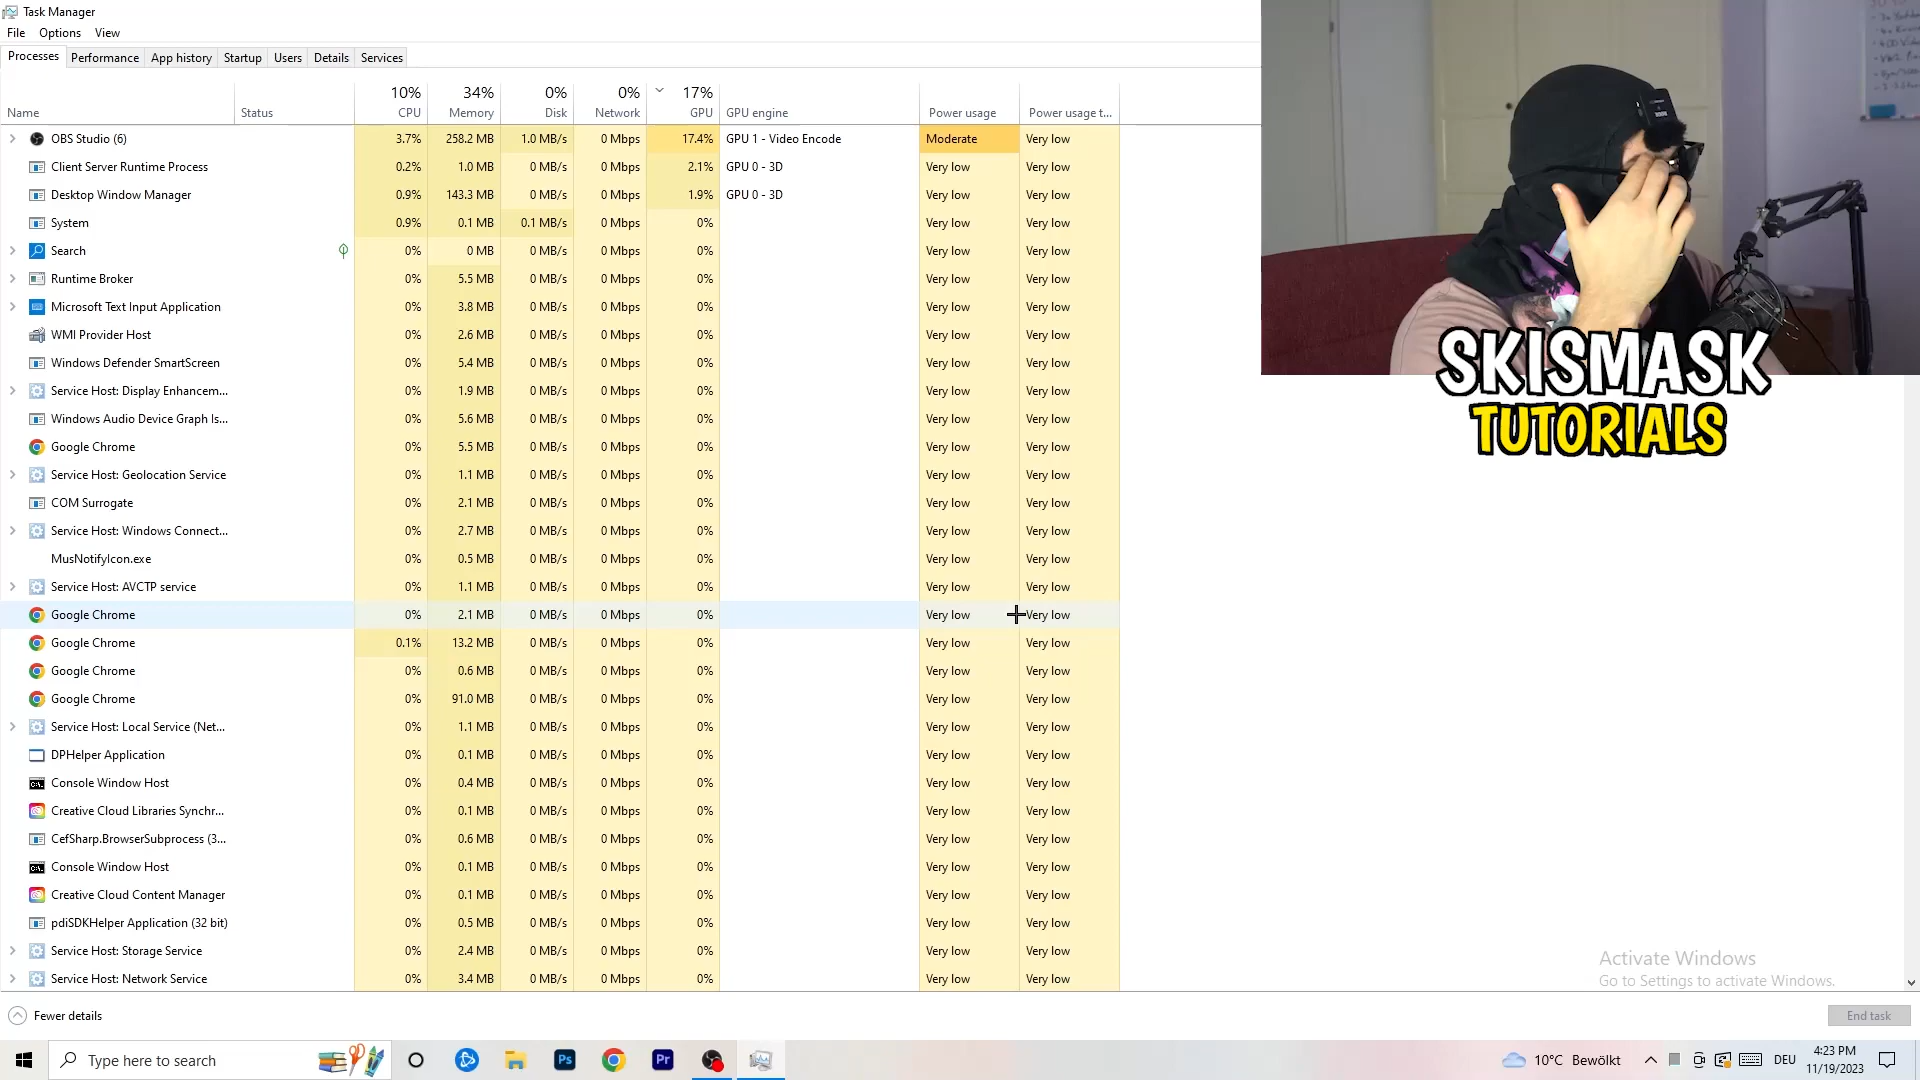 Task Manager
File Options View
Processes Performance App history Startup Users Details Services
10% 34% 0% 0% 17%
Name Status CPU Memory Disk Network GPU GPU engine Power usage Power usage t...
OBS Studio (6) 3.7% 258.2 MB 1.0 MB/s 0 Mbps 17.4% GPU 1 - Video Encode Moderate Very low
Client Server Runtime Process 0.2% 1.0 MB 0 MB/s 0 Mbps 2.1% GPU 0 - 3D Very low Very low
Desktop Window Manager 0.9% 143.3 MB 0 MB/s 0 Mbps 1.9% GPU 0 - 3D Very low Very low
System 0.9% 0.1 MB 0.1 MB/s 0 Mbps 0% Very low Very low
Search 0% 0 MB 0 MB/s 0 Mbps 0% Very low Very low
Runtime Broker 0% 5.5 MB 0 MB/s 0 Mbps 0% Very low Very low
Microsoft Text Input Application 0% 3.8 MB 0 MB/s 0 Mbps 0% Very low Very low
WMI Provider Host 0% 2.6 MB 0 MB/s 0 Mbps 0% Very low Very low
Windows Defender SmartScreen 0% 5.4 MB 0 MB/s 0 Mbps 0% Very low Very low
Service Host: Display Enhancem... 0% 1.9 MB 0 MB/s 0 Mbps 0% Very low Very low
Windows Audio Device Graph Is... 0% 5.6 MB 0 MB/s 0 Mbps 0% Very low Very low
Google Chrome 0% 5.5 MB 0 MB/s 0 Mbps 0% Very low Very low
Service Host: Geolocation Service 0% 1.1 MB 0 MB/s 0 Mbps 0% Very low Very low
COM Surrogate 0% 2.1 MB 0 MB/s 0 Mbps 0% Very low Very low
Service Host: Windows Connect... 0% 2.7 MB 0 MB/s 0 Mbps 0% Very low Very low
MusNotifyIcon.exe 0% 0.5 MB 0 MB/s 0 Mbps 0% Very low Very low
Service Host: AVCTP service 0% 1.1 MB 0 MB/s 0 Mbps 0% Very low Very low
Google Chrome 0% 2.1 MB 0 MB/s 0 Mbps 0% Very low Very low
Google Chrome 0.1% 13.2 MB 0 MB/s 0 Mbps 0% Very low Very low
Google Chrome 0% 0.6 MB 0 MB/s 0 Mbps 0% Very low Very low
Google Chrome 0% 91.0 MB 0 MB/s 0 Mbps 0% Very low Very low
Service Host: Local Service (Net... 0% 1.1 MB 0 MB/s 0 Mbps 0% Very low Very low
DPHelper Application 0% 0.1 MB 0 MB/s 0 Mbps 0% Very low Very low
Console Window Host 0% 0.4 MB 0 MB/s 0 Mbps 0% Very low Very low
Creative Cloud Libraries Synchr... 0% 0.1 MB 0 MB/s 0 Mbps 0% Very low Very low
CefSharp.BrowserSubprocess (3... 0% 0.6 MB 0 MB/s 0 Mbps 0% Very low Very low
Console Window Host 0% 0.1 MB 0 MB/s 0 Mbps 0% Very low Very low
Creative Cloud Content Manager 0% 0.1 MB 0 MB/s 0 Mbps 0% Very low Very low
pdiSDKHelper Application (32 bit) 0% 0.5 MB 0 MB/s 0 Mbps 0% Very low Very low
Service Host: Storage Service 0% 2.4 MB 0 MB/s 0 Mbps 0% Very low Very low
Service Host: Network Service 0% 3.4 MB 0 MB/s 0 Mbps 0% Very low Very low
SKISMASK
TUTORIALS
Activate Windows
Go to Settings to activate Windows.
Fewer details End task
Type here to search Ps Pr 10°C Bewölkt DEU 4:23 PM
11/19/2023